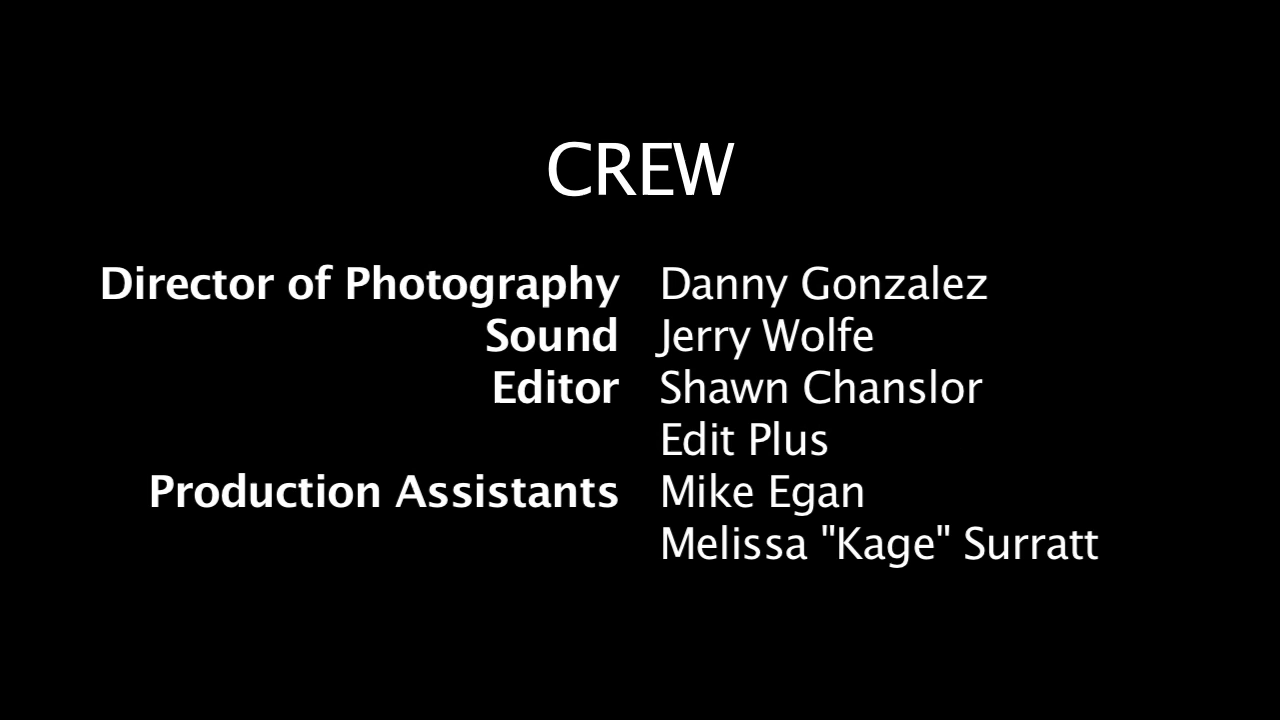 CREW
Director of Photography Danny Gonzalez
Sound Jerry Wolfe
Editor Shawn Chanslor
Edit Plus
Production Assistants Mike Egan
Melissa "Kage" Surratt